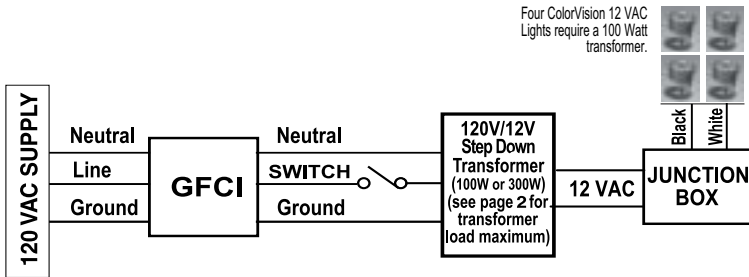 Four ColorVision 12 VAC
Lights require a 100 Watt
transformer.
Black
White
120 VAC SUPPLY
Neutral
Line
Ground
GFCI
Neutral
SWITCH
Ground
120V/12V
Step Down
Transformer
(100W or 300W)
(see page 2 for
transformer
load maximum)
12 VAC
JUNCTION
BOX